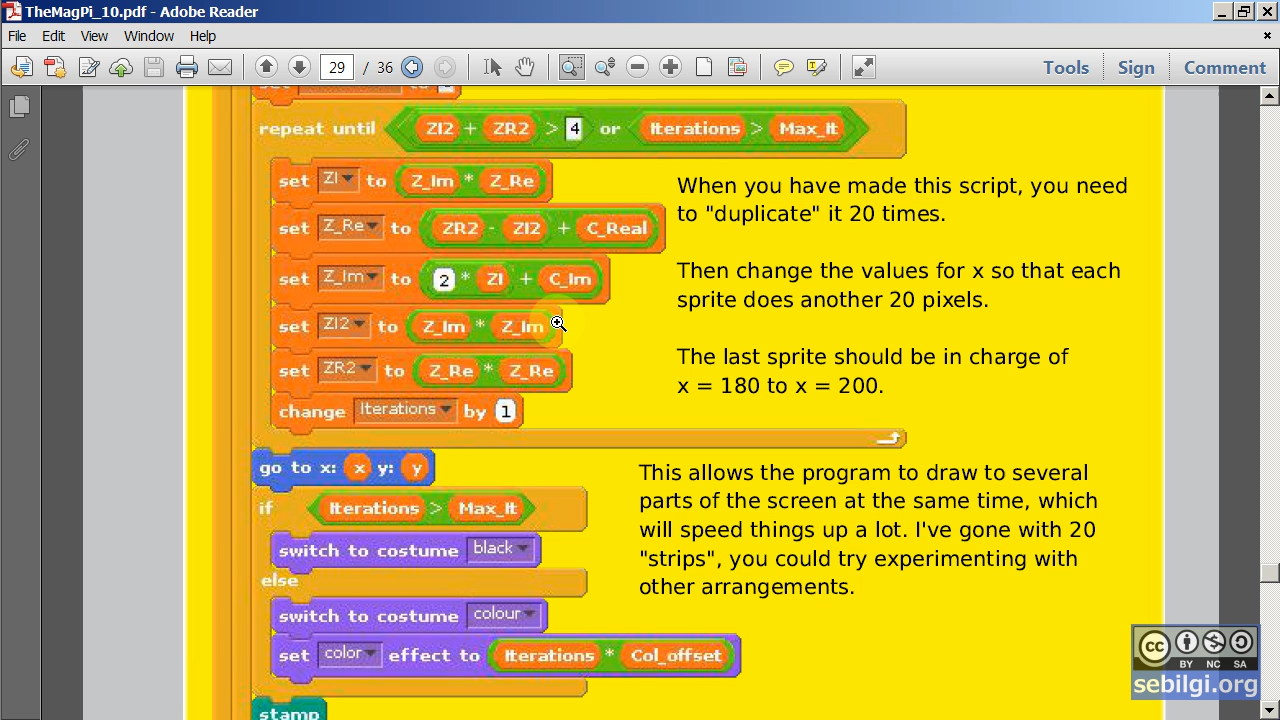 TheMagPi_10.pdf - Adobe Reader
File Edit View Window Help
29 / 36
Tools Sign Comment
repeat until ZI2 + ZR2 > 4 or Iterations > Max_It
set ZI to Z_Im * Z_Re
set Z_Re to ZR2 - ZI2 + C_Real
set Z_Im to 2 * ZI + C_Im
set ZI2 to Z_Im * Z_Im
set ZR2 to Z_Re * Z_Re
change Iterations by 1
When you have made this script, you need
to "duplicate" it 20 times.
Then change the values for x so that each
sprite does another 20 pixels.
The last sprite should be in charge of
x = 180 to x = 200.
go to x: x y: y
if Iterations > Max_It
switch to costume black
else
switch to costume colour
set color effect to Iterations * Col_offset
stamp
This allows the program to draw to several
parts of the screen at the same time, which
will speed things up a lot. I've gone with 20
"strips", you could try experimenting with
other arrangements.
cc BY NC SA
sebilgi.org